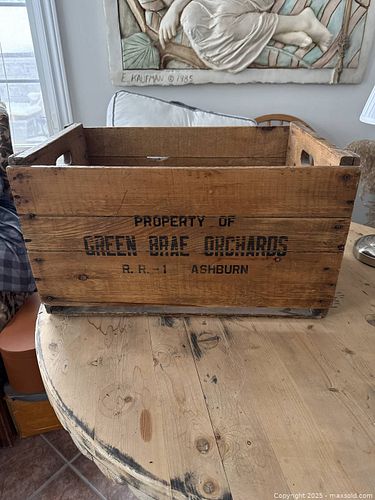 E. KAUFMAN © 1985
PROPERTY OF
GREEN BRAE ORCHARDS
R. R. - 1 ASHBURN
Copyright 2025 - maxsold.com